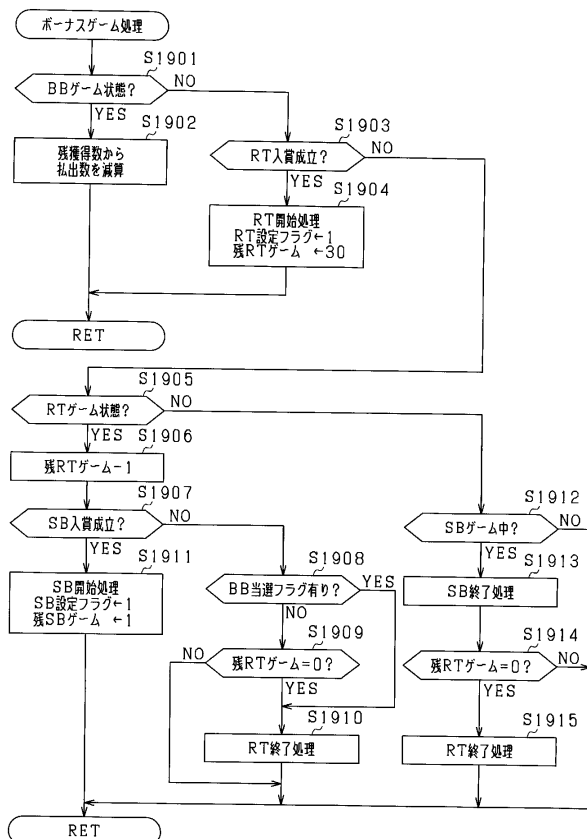 ボーナスゲーム処理
S1901
BBゲーム状態?
NO
YES
S1902
残獲得数から
払出数を減算
S1903
RT入賞成立?
NO
YES
S1904
RT開始処理
RT設定フラグ←1
残RTゲーム ←30
RET
S1905
RTゲーム状態?
NO
YES
S1906
残RTゲーム-1
S1907
SB入賞成立?
NO
YES
S1911
SB開始処理
SB設定フラグ←1
残SBゲーム ←1
S1908
BB当選フラグ有り?
YES
NO
S1909
NO
残RTゲーム=0?
YES
S1910
RT終了処理
S1912
SBゲーム中?
NO
YES
S1913
SB終了処理
S1914
残RTゲーム=0?
NO
YES
S1915
RT終了処理
RET